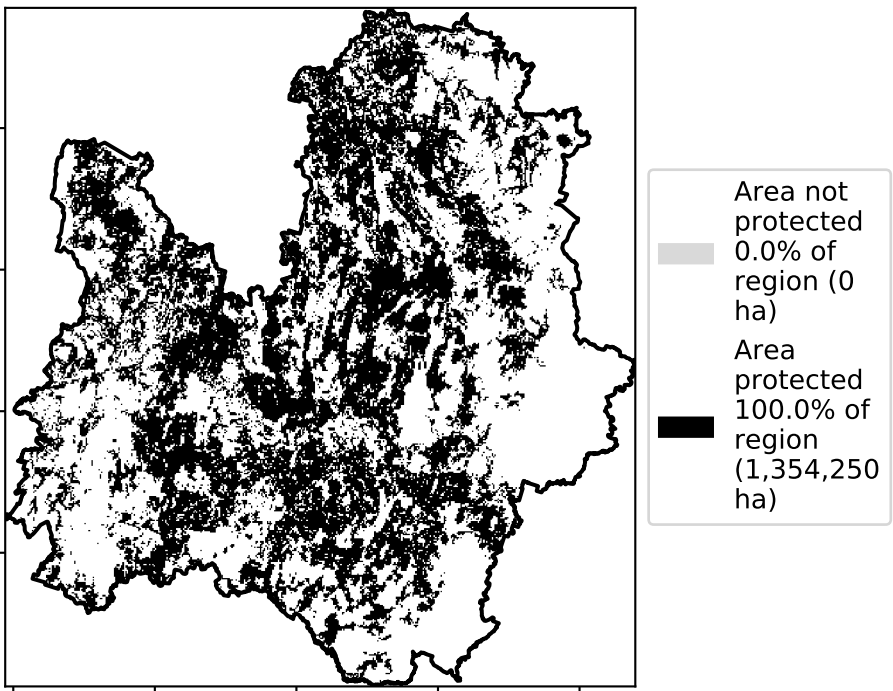 Area not
protected
0.0% of
region (0
ha)
Area
protected
100.0% of
region
(1,354,250
ha)